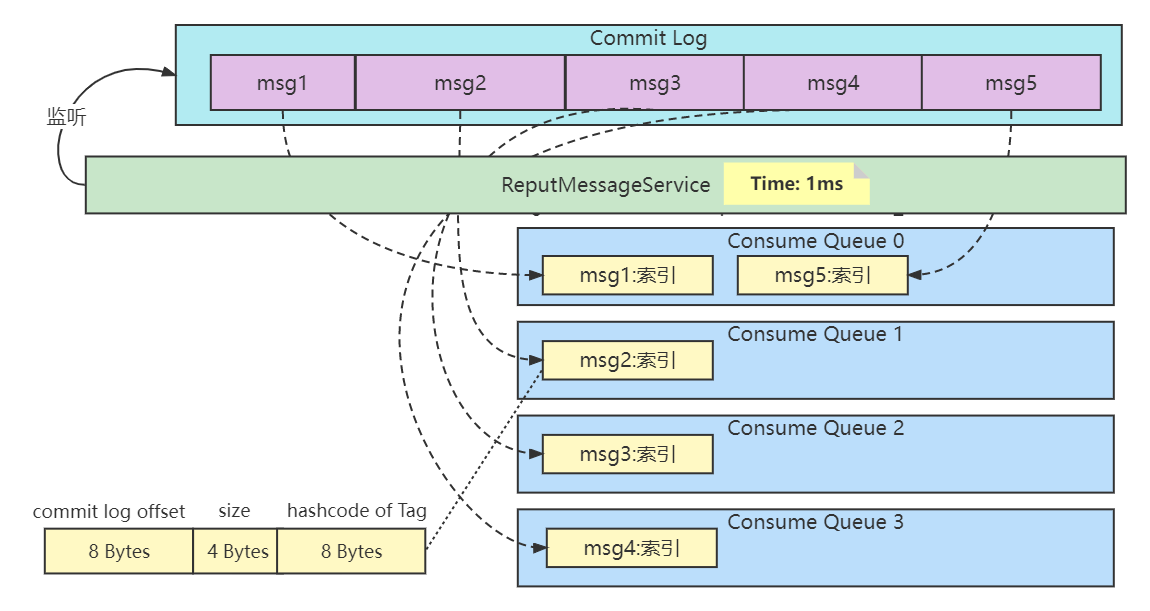 Commit Log
msg1
msg2
msg3
msg4
msg5
监听
ReputMessageService
Time: 1ms
Consume Queue 0
msg1:索引
msg5:索引
Consume Queue 1
msg2:索引
Consume Queue 2
msg3:索引
Consume Queue 3
msg4:索引
commit log offset
size
hashcode of Tag
8 Bytes
4 Bytes
8 Bytes